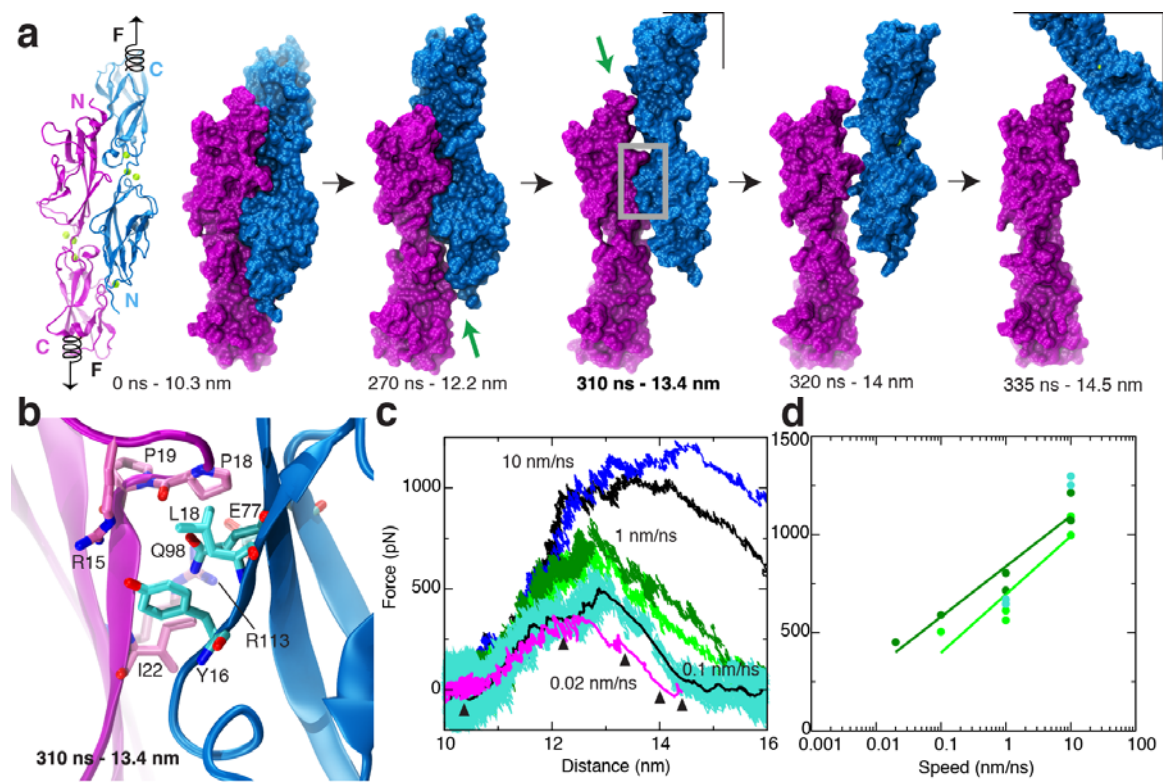 a
F
C
N
N
C
F
0 ns - 10.3 nm
270 ns - 12.2 nm
310 ns - 13.4 nm
320 ns - 14 nm
335 ns - 14.5 nm
b
P19
P18
L18
E77
R15
Q98
R113
I22
Y16
310 ns - 13.4 nm
c
10 nm/ns
1 nm/ns
0.1 nm/ns
0.02 nm/ns
Force (pN)
1000
500
0
10 12 14 16
Distance (nm)
d
1500
1000
500
0
0.001 0.01 0.1 1 10 100
Speed (nm/ns)